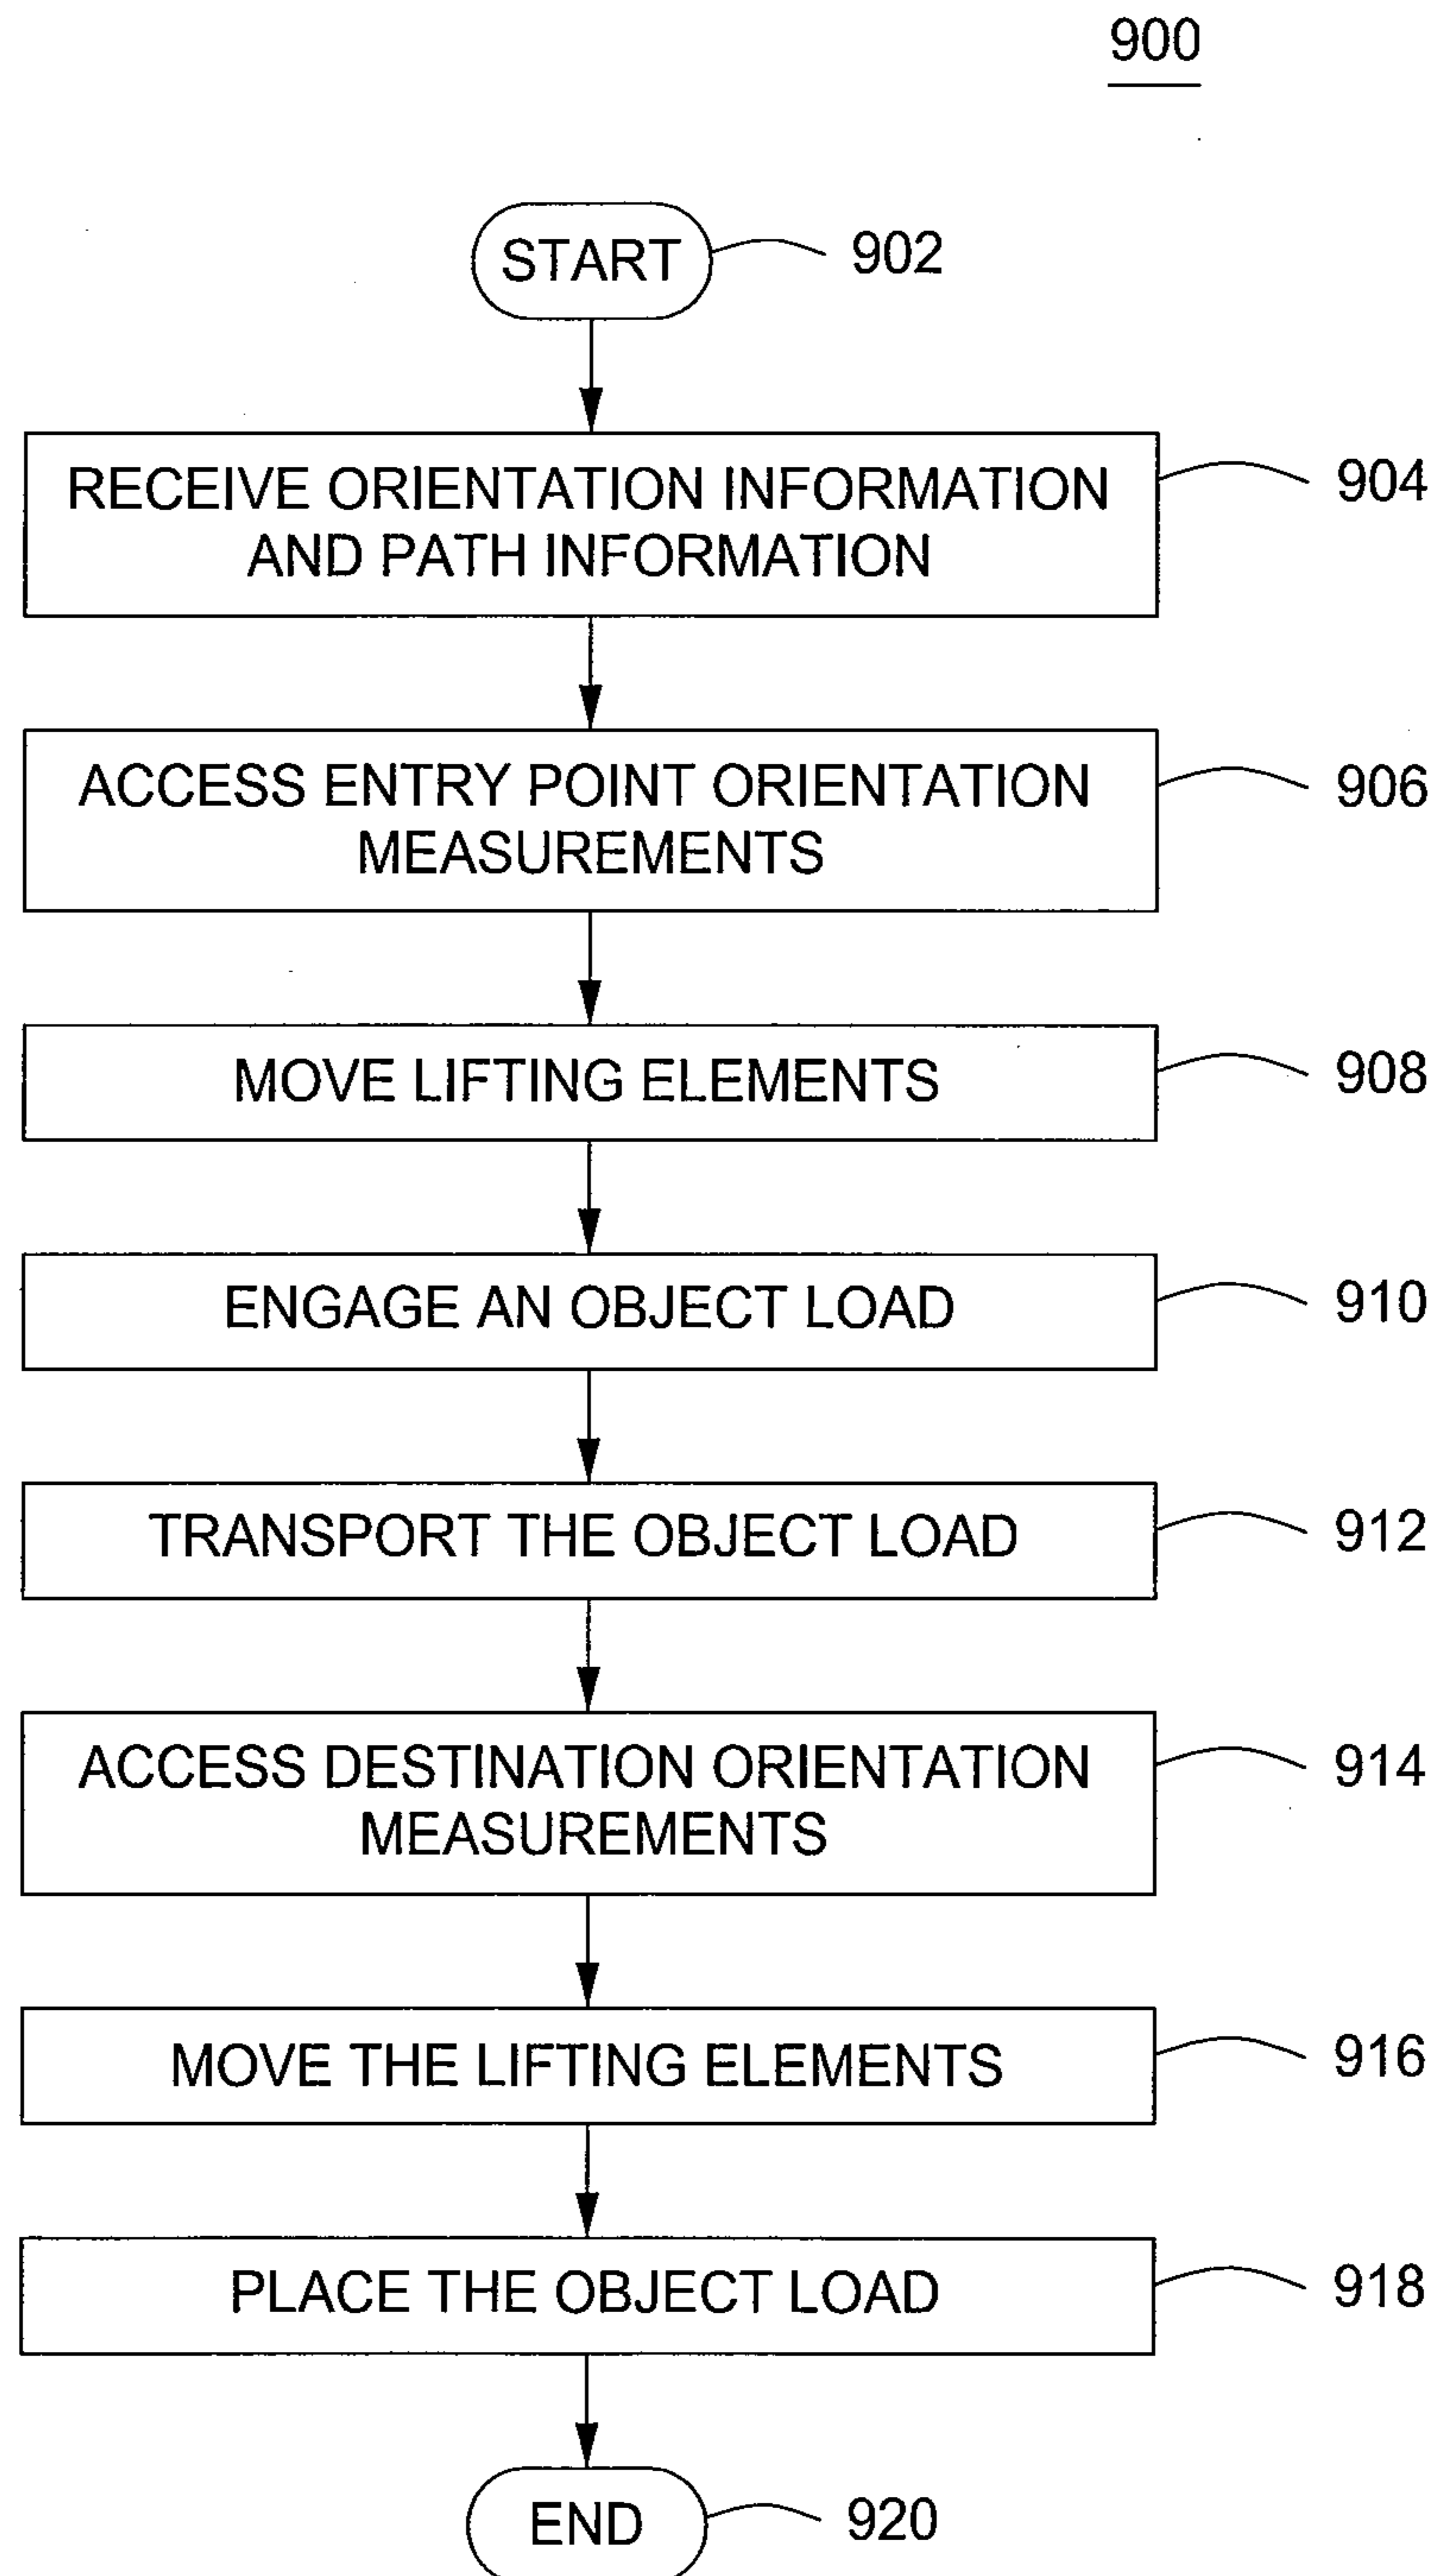 900
START
902
RECEIVE ORIENTATION INFORMATION
AND PATH INFORMATION
904
ACCESS ENTRY POINT ORIENTATION
MEASUREMENTS
906
MOVE LIFTING ELEMENTS
908
ENGAGE AN OBJECT LOAD
910
TRANSPORT THE OBJECT LOAD
912
ACCESS DESTINATION ORIENTATION
MEASUREMENTS
914
MOVE THE LIFTING ELEMENTS
916
PLACE THE OBJECT LOAD
918
END
920